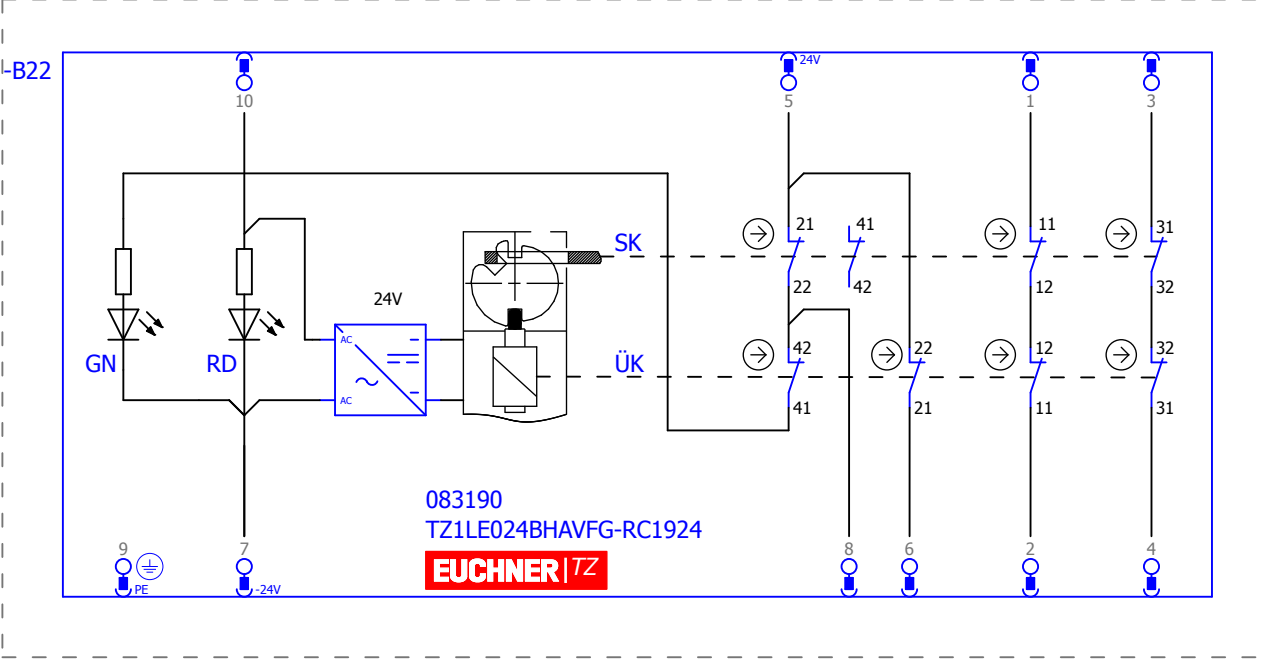 24V
-B22
10 5 1 3
21 41 11 31
SK
22 42 12 32
24V
AC
42 22 12 32
GN RD ÜK
AC
41 21 11 31
083190
TZ1LE024BHAVFG-RC1924
9 7 8 6 2 4
EUCHNER|TZ
PE -24V